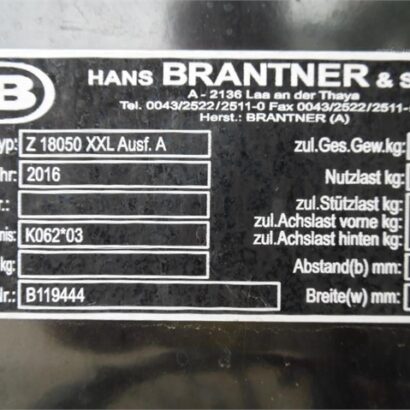 B HANS BRANTNER & S
A - 2136 Laa an der Thaya
Tel. 0043/2522/2511-0 Fax 0043/2522/2511-
Herst.: BRANTNER (A)
yp: Z 18050 XXL Ausf. A zul.Ges.Gew.kg:
hr: 2016 Nutzlast kg:
r.: zul.Stützlast kg:
zul.Achslast vorne kg:
nis: K062*03 zul.Achslast hinten kg:
kg: Abstand(b) mm:
Nr.: B119444 Breite(w) mm: